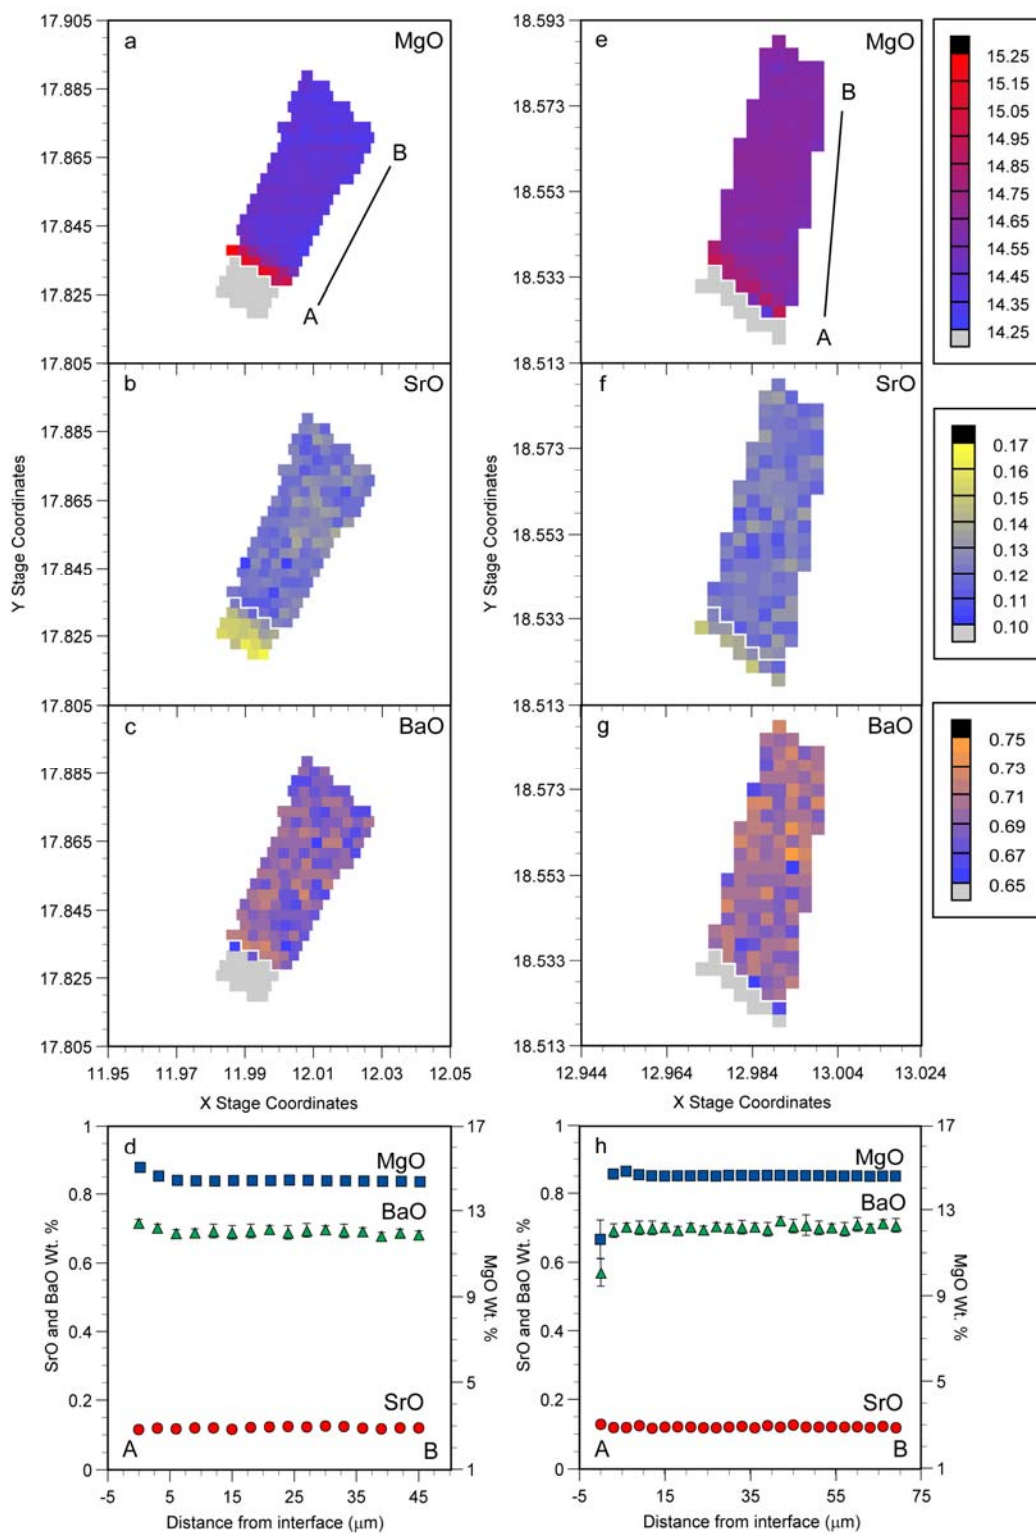 a
MgO
17.905
17.885
17.865
17.845
17.825
17.805
B
A
e
MgO
18.593
18.573
18.553
18.533
18.513
B
A
15.25
15.15
15.05
14.95
14.85
14.75
14.65
14.55
14.45
14.35
14.25
b
SrO
17.885
17.865
17.845
17.825
17.805
Y Stage Coordinates
f
SrO
18.573
18.553
18.533
18.513
Y Stage Coordinates
0.17
0.16
0.15
0.14
0.13
0.12
0.11
0.10
c
BaO
17.885
17.865
17.845
17.825
17.805
11.95
11.97
11.99
12.01
12.03
12.05
X Stage Coordinates
g
BaO
18.573
18.553
18.533
18.513
12.944
12.964
12.984
13.004
13.024
X Stage Coordinates
0.75
0.73
0.71
0.69
0.67
0.65
d
MgO
BaO
SrO
A
B
1
0.8
0.6
0.4
0.2
0
SrO and BaO Wt. %
17
13
9
5
1
MgO Wt. %
-5
5
15
25
35
45
Distance from interface (μm)
h
MgO
BaO
SrO
A
B
1
0.8
0.6
0.4
0.2
0
SrO and BaO Wt. %
17
13
9
5
1
MgO Wt. %
-5
15
35
55
75
Distance from interface (μm)